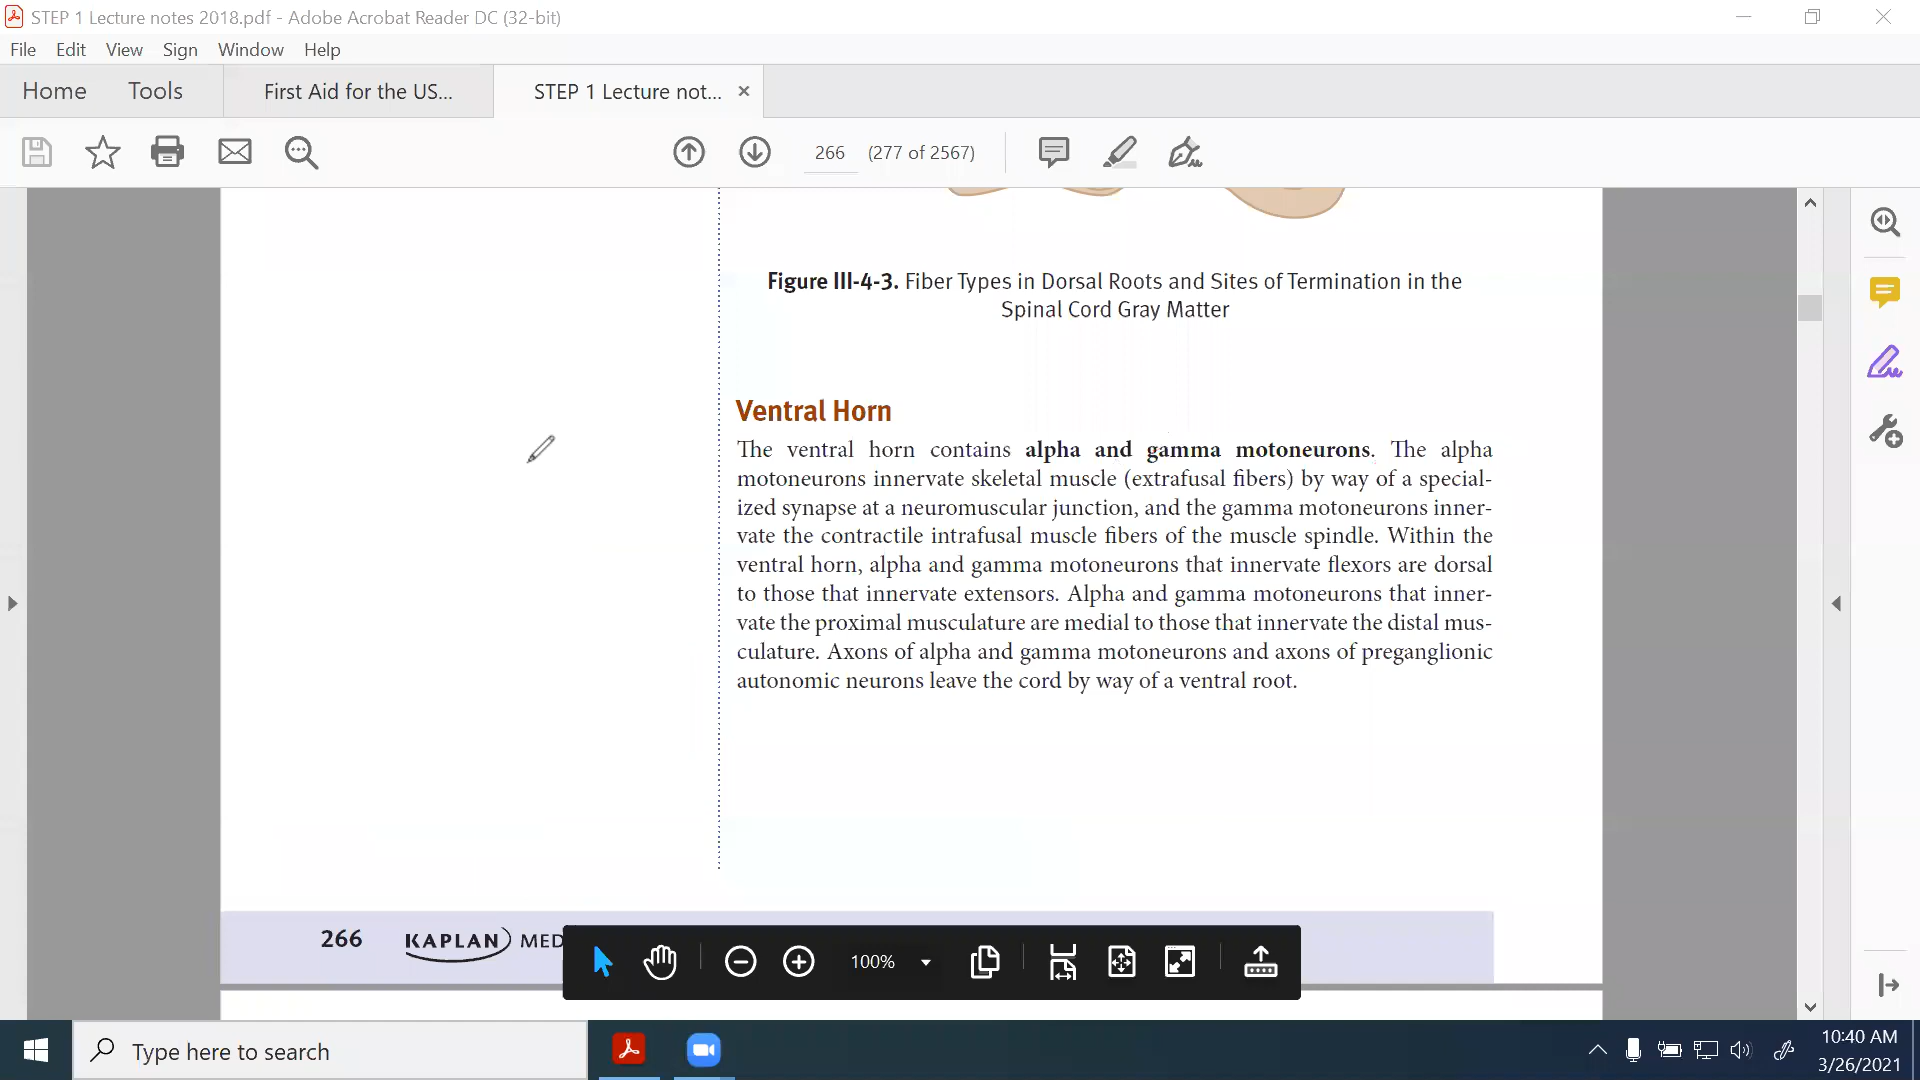 STEP 1 Lecture notes 2018.pdf - Adobe Acrobat Reader DC (32-bit)
File Edit View Sign Window Help
Home Tools First Aid for the US... STEP 1 Lecture not... ×
266 (277 of 2567)
Figure III-4-3. Fiber Types in Dorsal Roots and Sites of Termination in the
Spinal Cord Gray Matter
Ventral Horn
The ventral horn contains alpha and gamma motoneurons. The alpha
motoneurons innervate skeletal muscle (extrafusal fibers) by way of a special-
ized synapse at a neuromuscular junction, and the gamma motoneurons inner-
vate the contractile intrafusal muscle fibers of the muscle spindle. Within the
ventral horn, alpha and gamma motoneurons that innervate flexors are dorsal
to those that innervate extensors. Alpha and gamma motoneurons that inner-
vate the proximal musculature are medial to those that innervate the distal mus-
culature. Axons of alpha and gamma motoneurons and axons of preganglionic
autonomic neurons leave the cord by way of a ventral root.
266 KAPLAN MED
100%
Type here to search
10:40 AM
3/26/2021